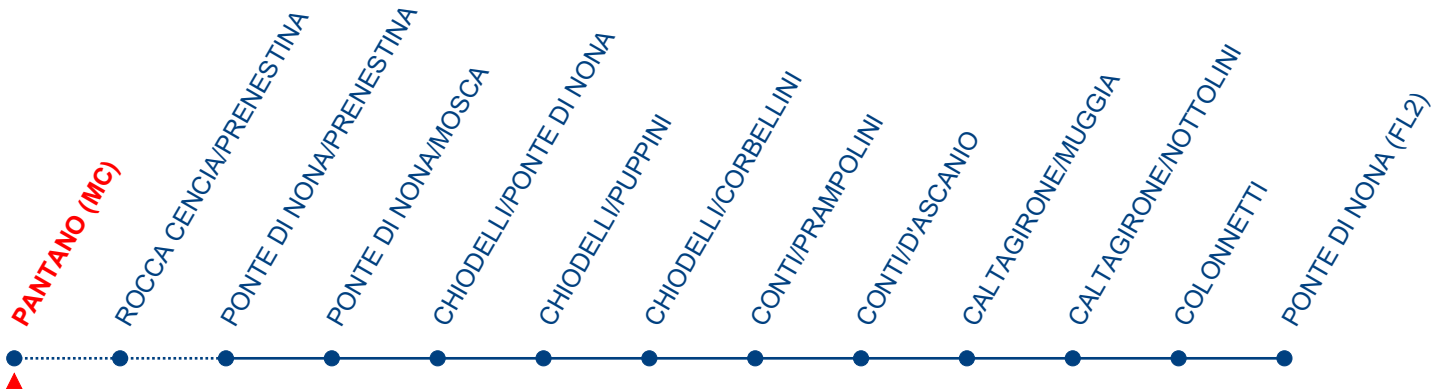 PANTANO (MC)
ROCCA CENCIA/PRENESTINA
PONTE DI NONA/PRENESTINA
PONTE DI NONA/MOSCA
CHIODELLI/PONTE DI NONA
CHIODELLI/PUPPINI
CHIODELLI/CORBELLINI
CONTI/PRAMPOLINI
CONTI/D'ASCANIO
CALTAGIRONE/MUGGIA
CALTAGIRONE/NOTTOLINI
COLONNETTI
PONTE DI NONA (FL2)